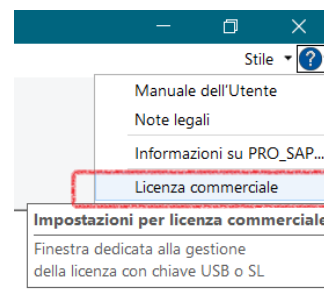 Stile
Manuale dell'Utente
Note legali
Informazioni su PRO_SAP...
Licenza commerciale
Impostazioni per licenza commerciale
Finestra dedicata alla gestione
della licenza con chiave USB o SL